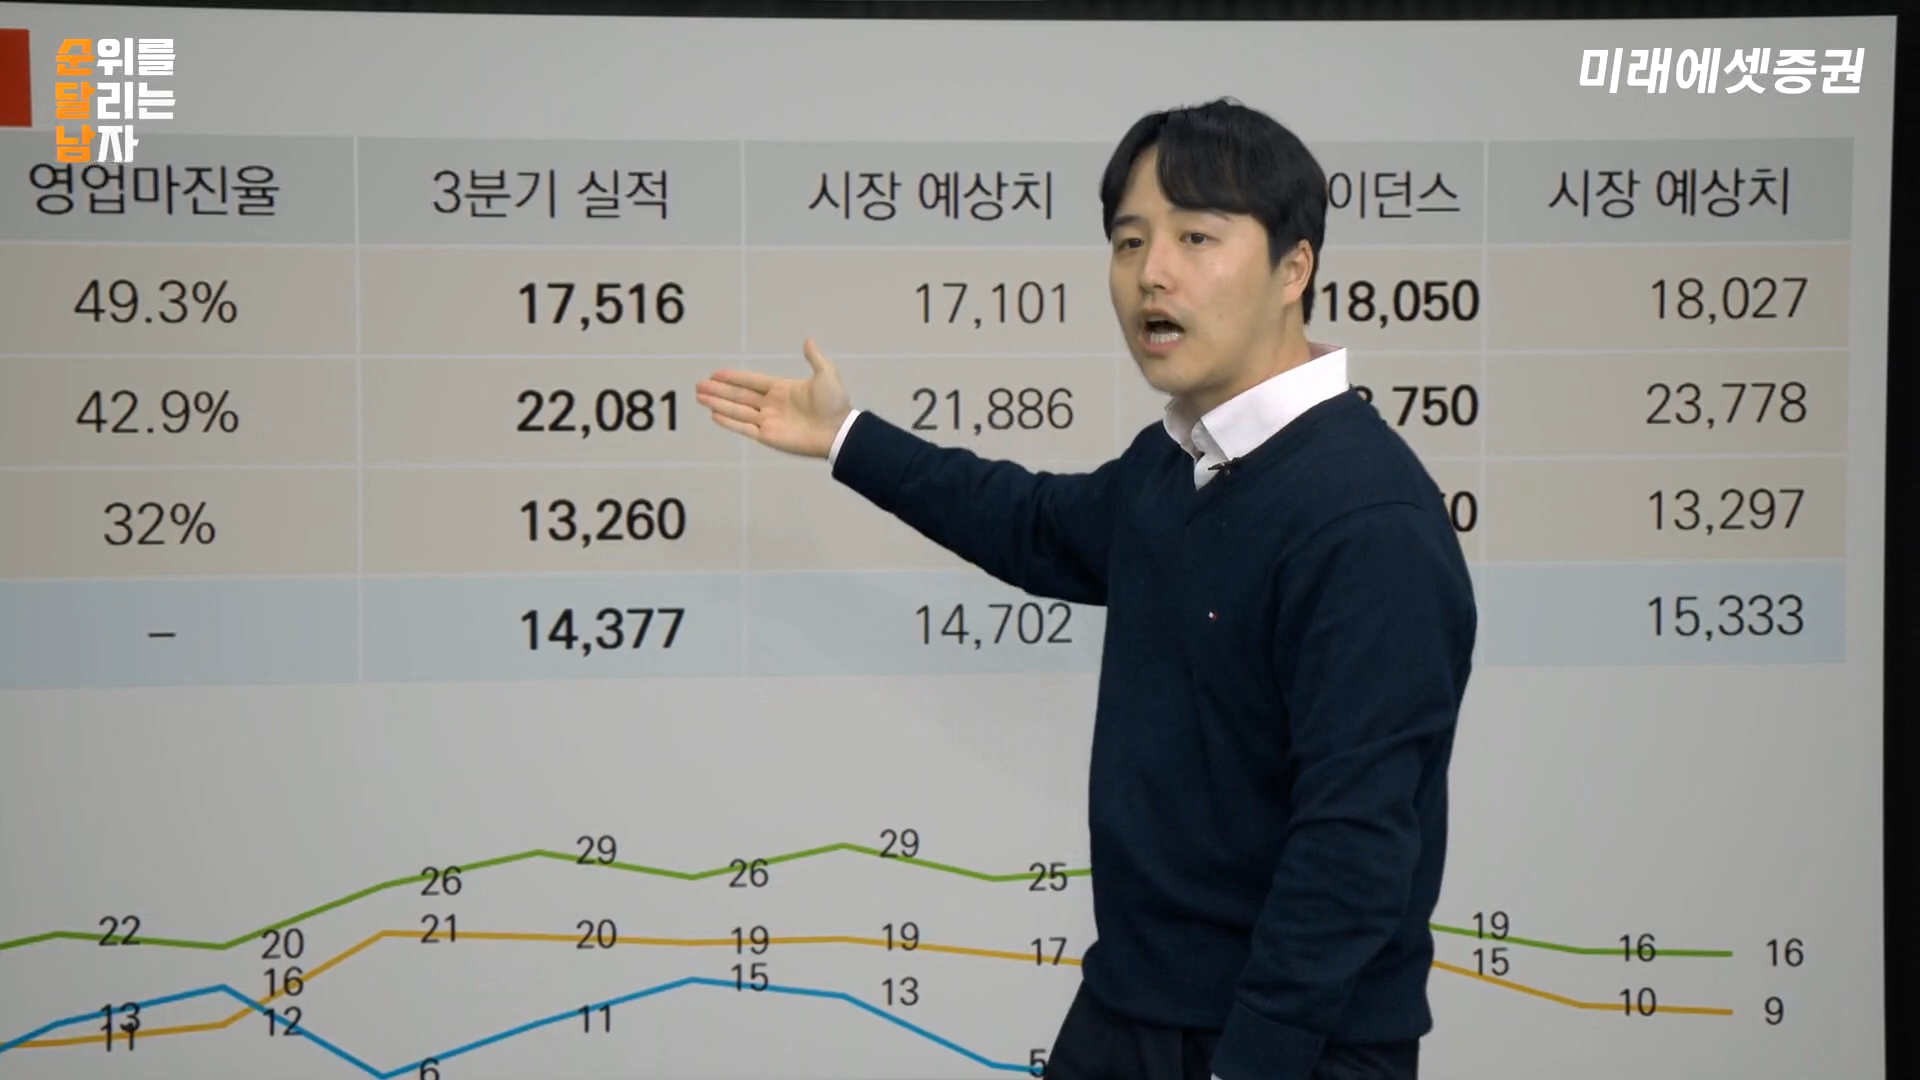 순위를
달리는
남자
미래에셋증권
영업마진율 3분기 실적 시장 예상치 이던스 시장 예상치
49.3% 17,516 17,101 18,050 18,027
42.9% 22,081 21,886 ,750 23,778
32% 13,260 0 13,297
– 14,377 14,702 15,333
29 29
26 26 25
22 20 21 20 19 19 17 19 16 16
16 15 13 15 10 9
13 12 11
11 6 5